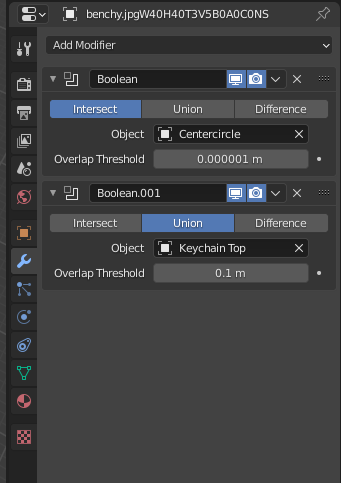 benchy.jpgW40H40T3V5B0A0C0NS
Add Modifier
Boolean
Intersect Union Difference
Object Centercircle
Overlap Threshold 0.000001 m
Boolean.001
Intersect Union Difference
Object Keychain Top
Overlap Threshold 0.1 m